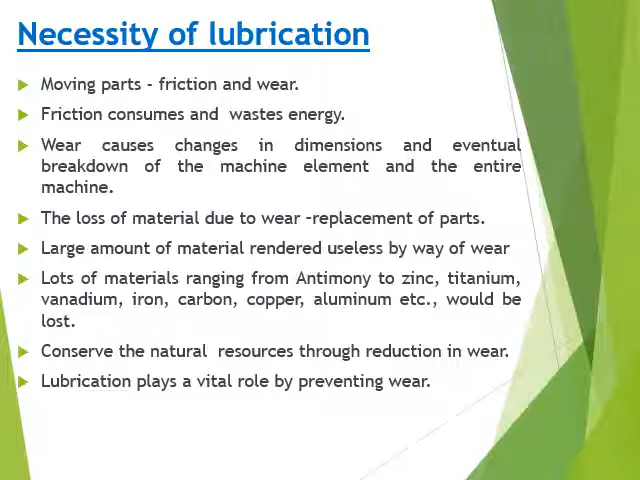 Necessity of lubrication
Moving parts - friction and wear.
Friction consumes and  wastes energy.
Wear causes changes in dimensions and eventual
breakdown of the machine element and the entire
machine.
The loss of material due to wear –replacement of parts.
Large amount of material rendered useless by way of wear
Lots of materials ranging from Antimony to zinc, titanium,
vanadium, iron, carbon, copper, aluminum etc., would be
lost.
Conserve the natural  resources through reduction in wear.
Lubrication plays a vital role by preventing wear.